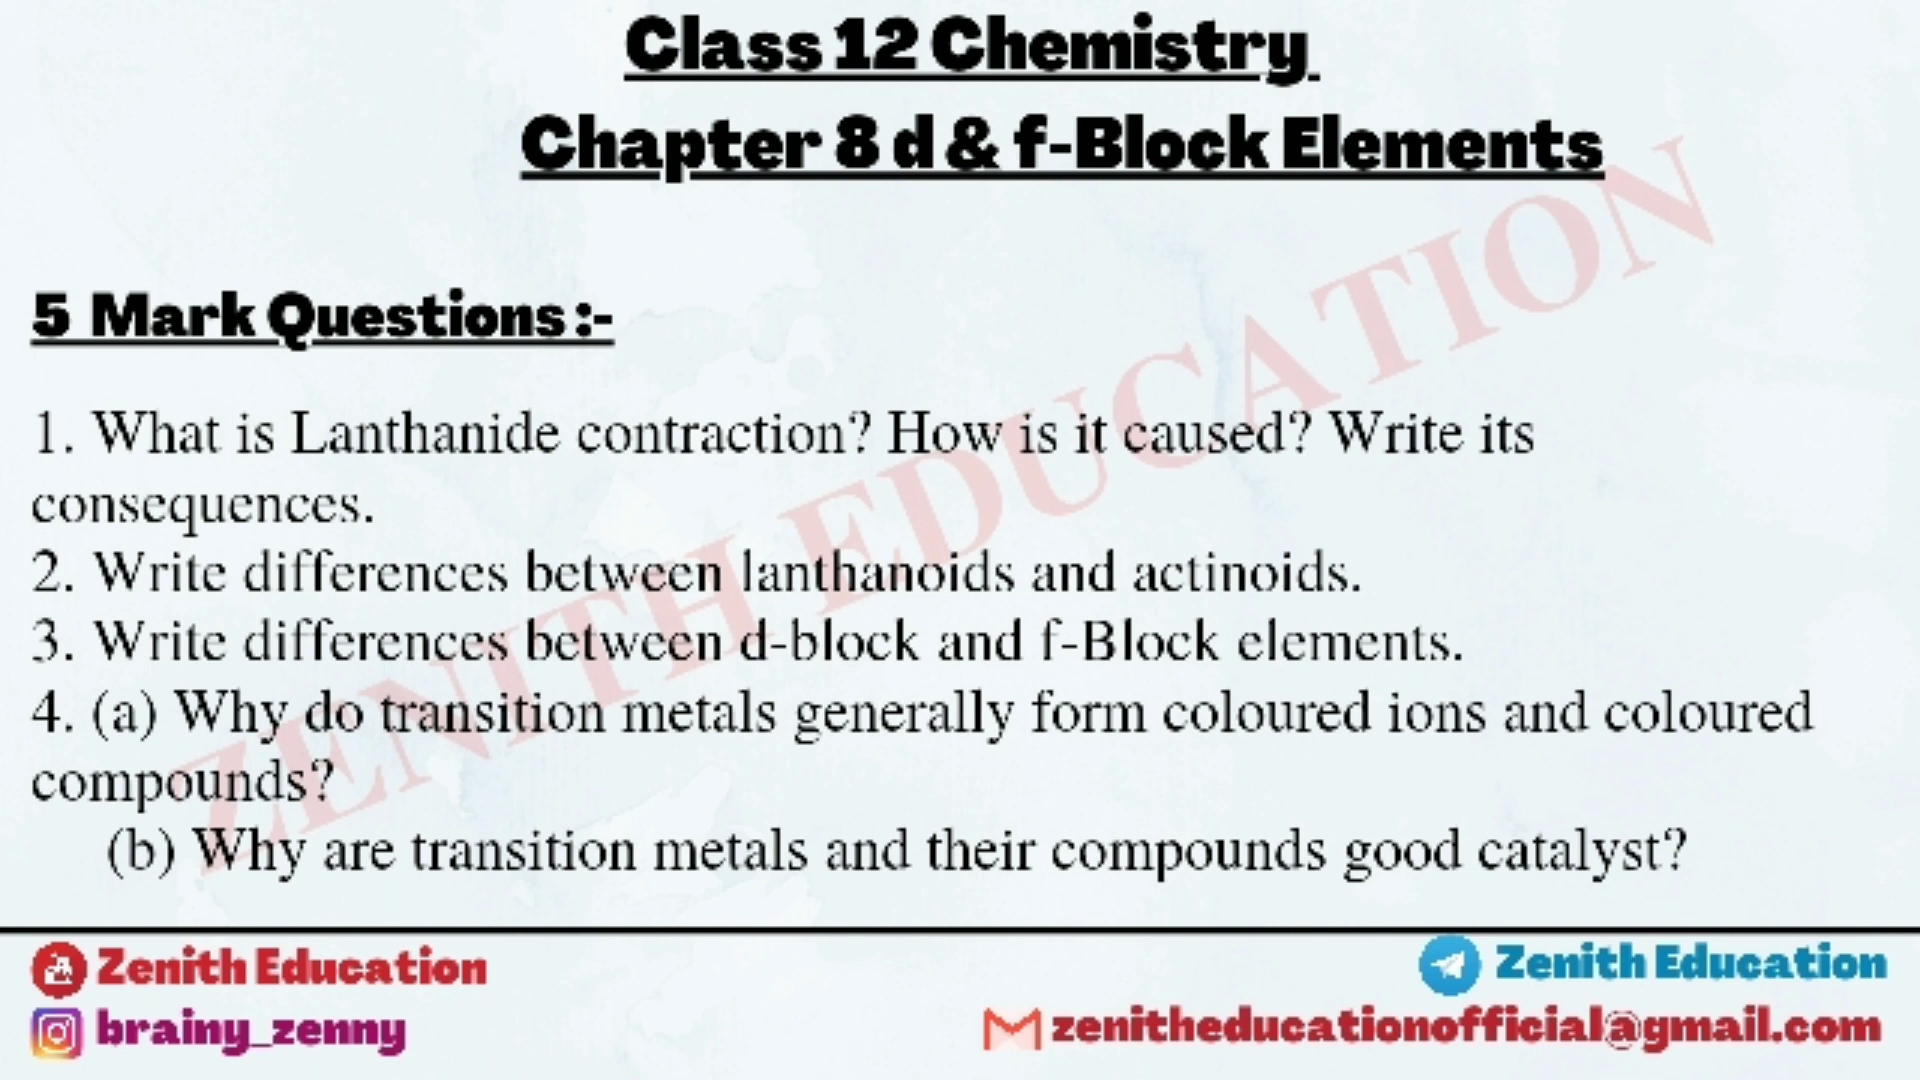 Class 12 Chemistry
Chapter 8 d & f-Block Elements
5 Mark Questions :-
1. What is Lanthanide contraction? How is it caused? Write its
consequences.
2. Write differences between lanthanoids and actinoids.
3. Write differences between d-block and f-Block elements.
4. (a) Why do transition metals generally form coloured ions and coloured
compounds?
(b) Why are transition metals and their compounds good catalyst?
ZENITH EDUCATION
Zenith Education
Zenith Education
brainy_zenny
zenitheducationofficial@gmail.com